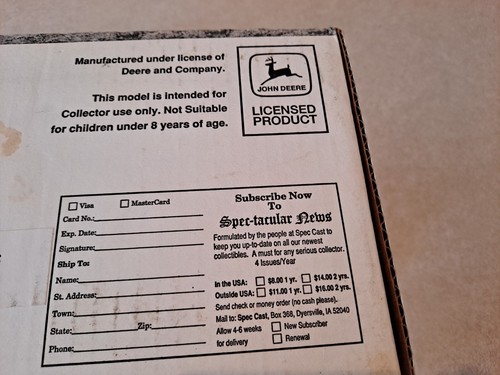 Manufactured under license of
Deere and Company.
This model is intended for
Collector use only. Not Suitable
for children under 8 years of age.
JOHN DEERE
LICENSED
PRODUCT
Visa MasterCard
Card No.:
Exp. Date:
Signature:
Ship To:
Name:
St. Address:
Town:
State: Zip:
Phone:
Subscribe Now
To
Spec-tacular News
Formulated by the people at Spec Cast to
keep you up-to-date on all our newest
collectibles. A must for any serious collector.
4 Issues/Year
In the USA: $8.00 1 yr. $14.00 2 yrs.
Outside USA: $11.00 1 yr. $16.00 2 yrs.
Send check or money order (no cash please).
Mail to: Spec Cast, Box 368, Dyersville, IA 52040
Allow 4-6 weeks
for delivery
New Subscriber
Renewal